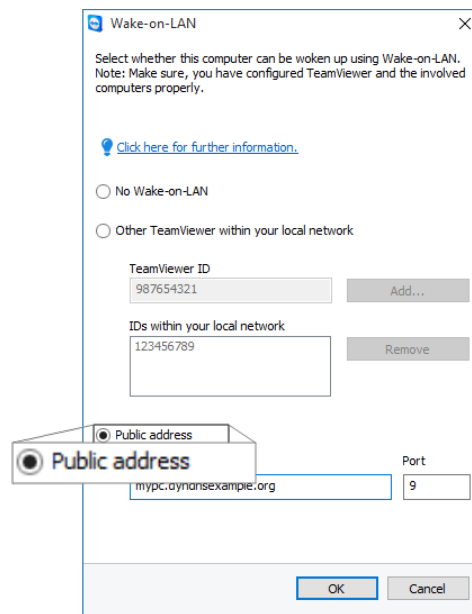 Wake-on-LAN
Select whether this computer can be woken up using Wake-on-LAN.
Note: Make sure, you have configured TeamViewer and the involved
computers properly.
Click here for further information.
No Wake-on-LAN
Other TeamViewer within your local network
TeamViewer ID
987654321
Add...
IDs within your local network
123456789
Remove
Public address
Public address
Port
mypc.dyndnsexample.org
9
OK
Cancel